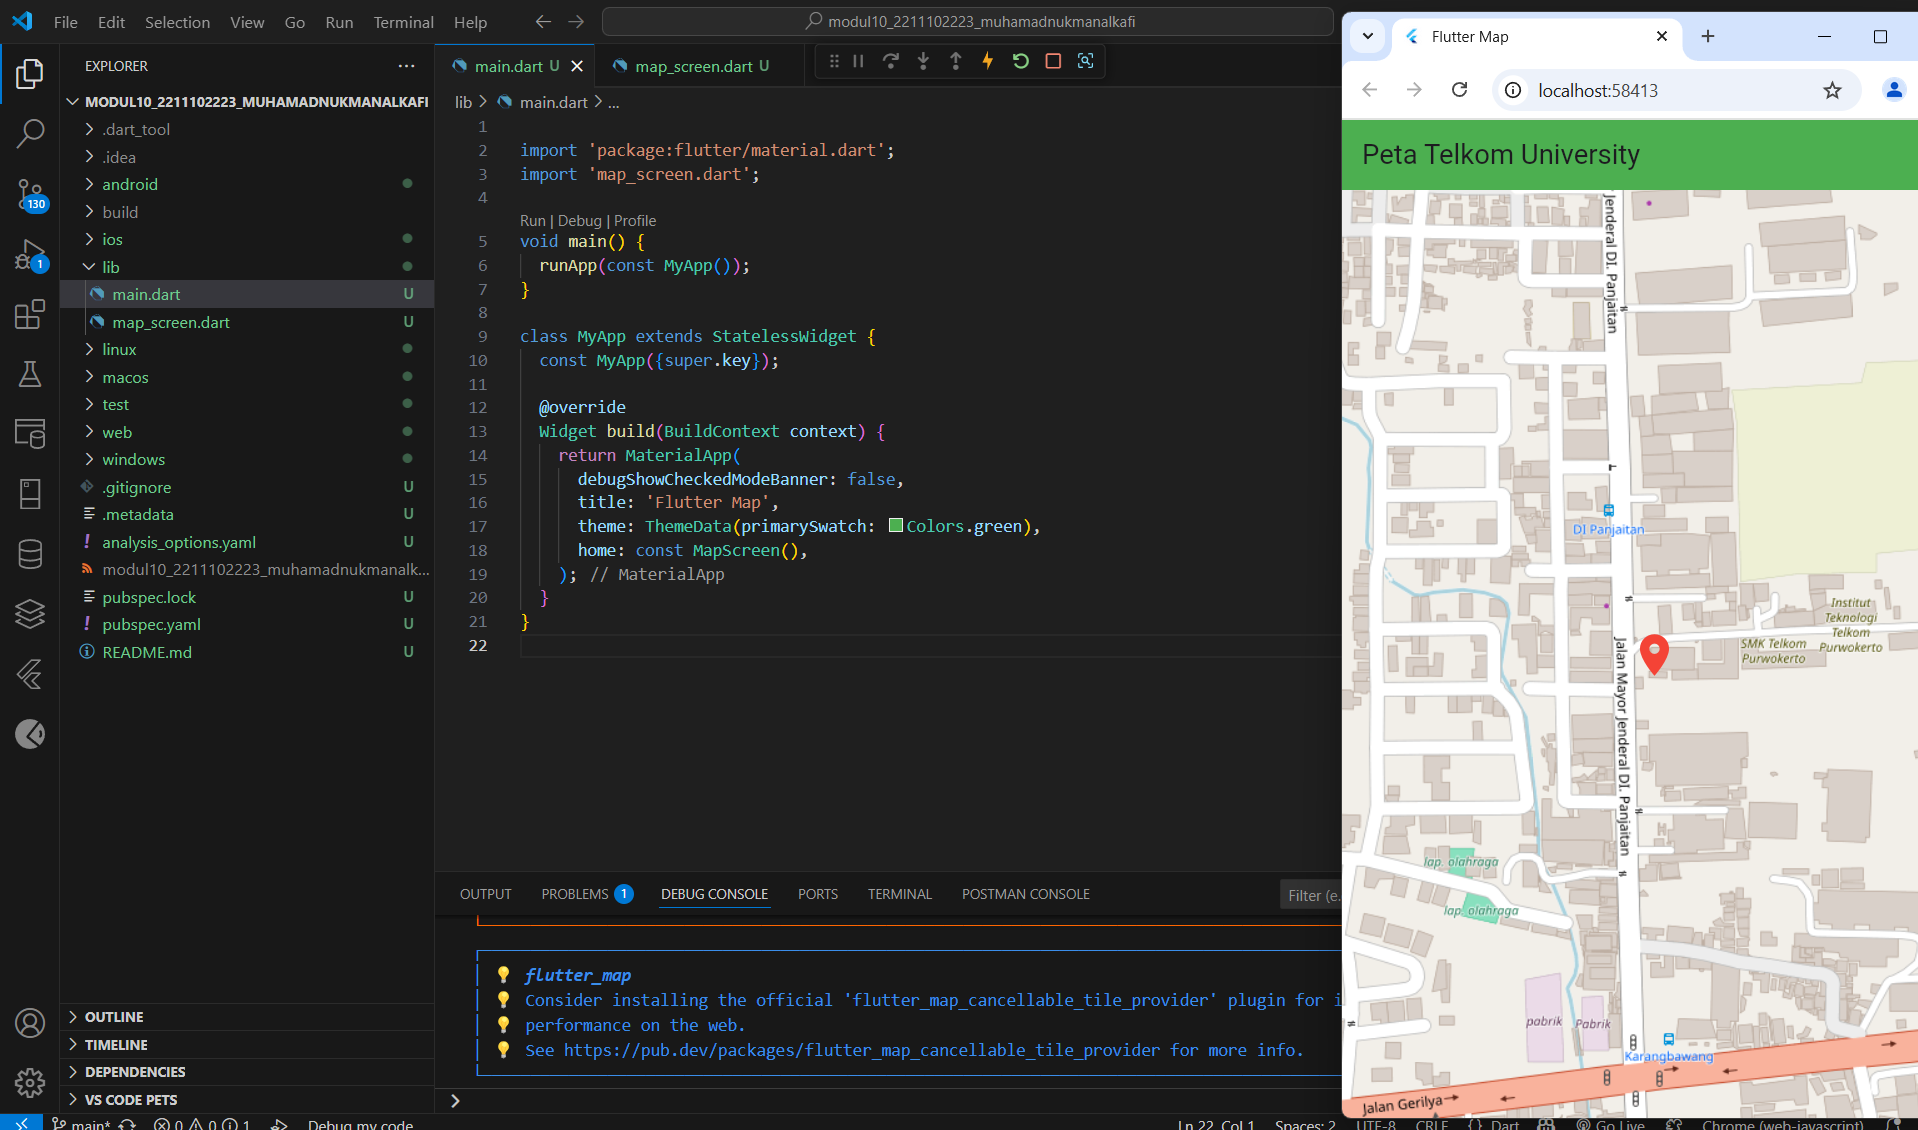 File Edit Selection View Go Run Terminal Help
modul10_2211102223_muhamadnukmanalkafi
EXPLORER
MODUL10_2211102223_MUHAMADNUKMANALKAFI
.dart_tool
.idea
android
build
ios
lib
main.dart U
map_screen.dart U
linux
macos
test
web
windows
.gitignore U
.metadata U
analysis_options.yaml U
modul10_2211102223_muhamadnukmanalk...
pubspec.lock U
pubspec.yaml U
README.md U
OUTLINE
TIMELINE
DEPENDENCIES
VS CODE PETS
130
1
main.dart U
map_screen.dart U
lib > main.dart > ...
1
2 import 'package:flutter/material.dart';
3 import 'map_screen.dart';
4
Run | Debug | Profile
5 void main() {
6 runApp(const MyApp());
7 }
8
9 class MyApp extends StatelessWidget {
10 const MyApp({super.key});
11
12 @override
13 Widget build(BuildContext context) {
14 return MaterialApp(
15 debugShowCheckedModeBanner: false,
16 title: 'Flutter Map',
17 theme: ThemeData(primarySwatch: Colors.green),
18 home: const MapScreen(),
19 ); // MaterialApp
20 }
21 }
22
OUTPUT PROBLEMS 1 DEBUG CONSOLE PORTS TERMINAL POSTMAN CONSOLE
Filter (e.
flutter_map
Consider installing the official 'flutter_map_cancellable_tile_provider' plugin for i
performance on the web.
See https://pub.dev/packages/flutter_map_cancellable_tile_provider for more info.
main* 0 0 1 Debug my code Ln 22, Col 1 Spaces: 2 UTF-8 CRLF {} Dart Go Live Chrome (web-javascript)
Flutter Map
localhost:58413
Peta Telkom University
Jenderal DI. Panjaitan
DI Panjaitan
Institut
Teknologi
Telkom
Purwokerto
SMK Telkom
Purwokerto
Jalan Mayor Jenderal DI. Panjaitan
lap. olahraga
lap. olahraga
pabrik
Pabrik
Karangbawang
Jalan Gerilya